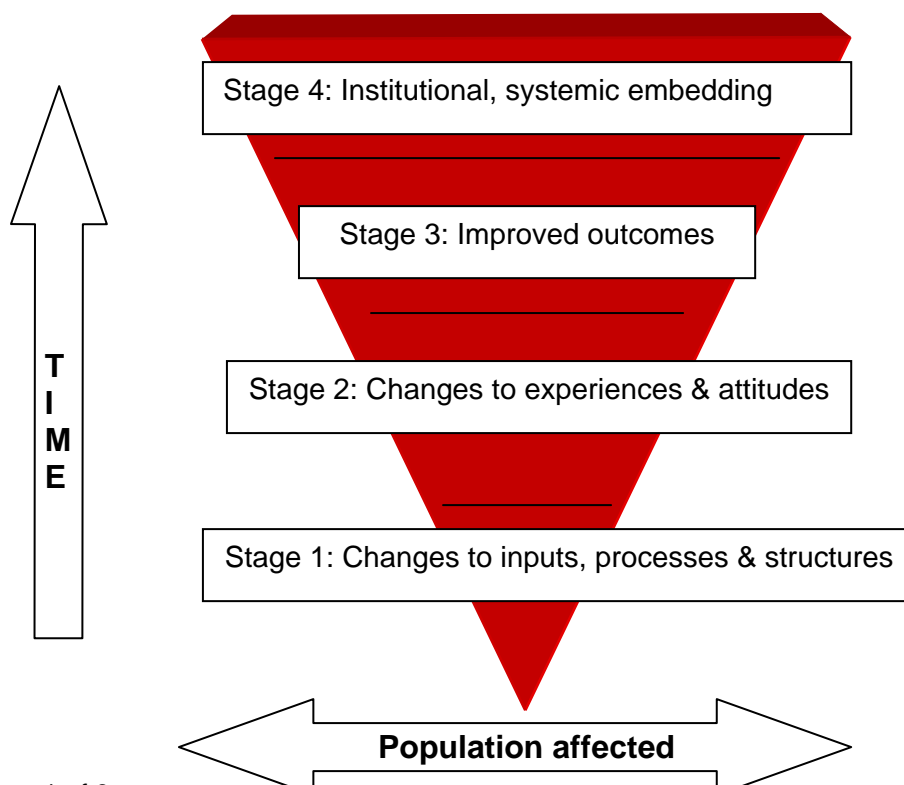 Stage 4: Institutional, systemic embedding
Stage 3: Improved outcomes
T
I
M
E
Stage 2: Changes to experiences & attitudes
Stage 1: Changes to inputs, processes & structures
Population affected